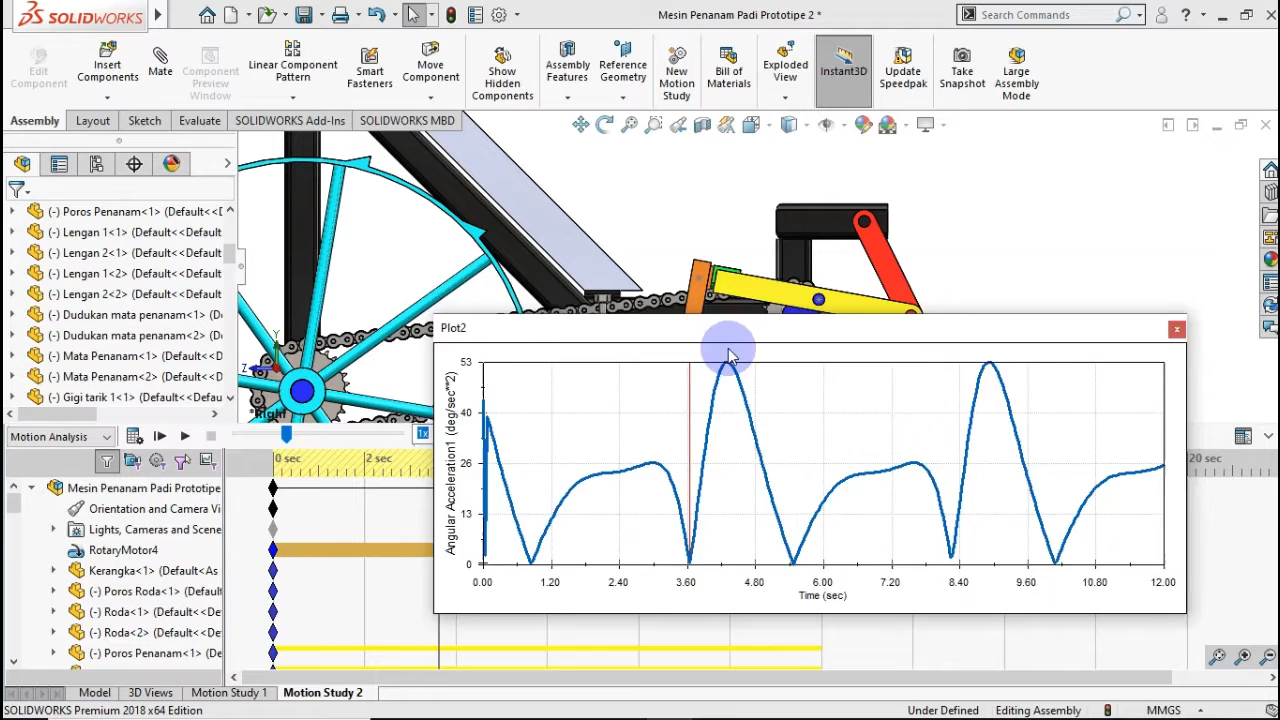 SOLIDWORKS
Mesin Penanam Padi Prototipe 2 *
Search Commands
Edit Component
Insert Components
Mate
Component Preview Window
Linear Component Pattern
Smart Fasteners
Move Component
Show Hidden Components
Assembly Features
Reference Geometry
New Motion Study
Bill of Materials
Exploded View
Instant3D
Update Speedpak
Take Snapshot
Large Assembly Mode
Assembly
Layout
Sketch
Evaluate
SOLIDWORKS Add-Ins
SOLIDWORKS MBD
(-) Poros Penanam<1> (Default<<D
(-) Lengan 1<1> (Default<<Default
(-) Lengan 2<1> (Default<<Default
(-) Lengan 1<2> (Default<<Default
(-) Lengan 2<2> (Default<<Default
(-) Dudukan mata penanam<1> (
(-) Dudukan mata penanam<2> (
(-) Mata Penanam<1> (Default<<
(-) Mata Penanam<2> (Default<<
(-) Gigi tarik 1<1> (Default<<Def
Y
Z
*Right
Plot2
Angular Acceleration1 (deg/sec**2)
53
40
26
13
0
0.00 1.20 2.40 3.60 4.80 6.00 7.20 8.40 9.60 10.80 12.00
Time (sec)
Motion Analysis
1x
0 sec
2 sec
20 sec
Mesin Penanam Padi Prototipe
Orientation and Camera Vi
Lights, Cameras and Scene
RotaryMotor4
Kerangka<1> (Default<As
(-) Poros Roda<1> (Default
(-) Roda<1> (Default<<De
(-) Roda<2> (Default<<De
(-) Poros Penanam<1> (De
Model
3D Views
Motion Study 1
Motion Study 2
SOLIDWORKS Premium 2018 x64 Edition
Under Defined
Editing Assembly
MMGS